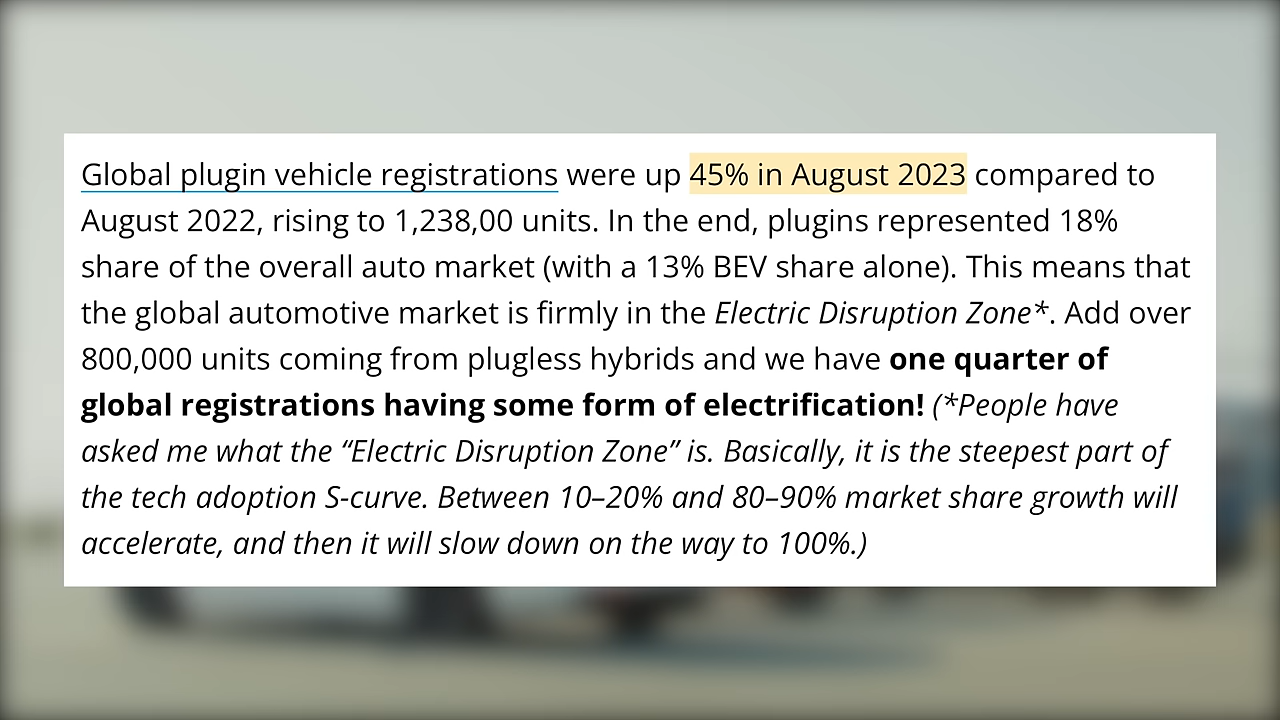 Global plugin vehicle registrations were up 45% in August 2023 compared to
August 2022, rising to 1,238,00 units. In the end, plugins represented 18%
share of the overall auto market (with a 13% BEV share alone). This means that
the global automotive market is firmly in the Electric Disruption Zone*. Add over
800,000 units coming from plugless hybrids and we have one quarter of
global registrations having some form of electrification! (*People have
asked me what the “Electric Disruption Zone” is. Basically, it is the steepest part of
the tech adoption S-curve. Between 10–20% and 80–90% market share growth will
accelerate, and then it will slow down on the way to 100%.)